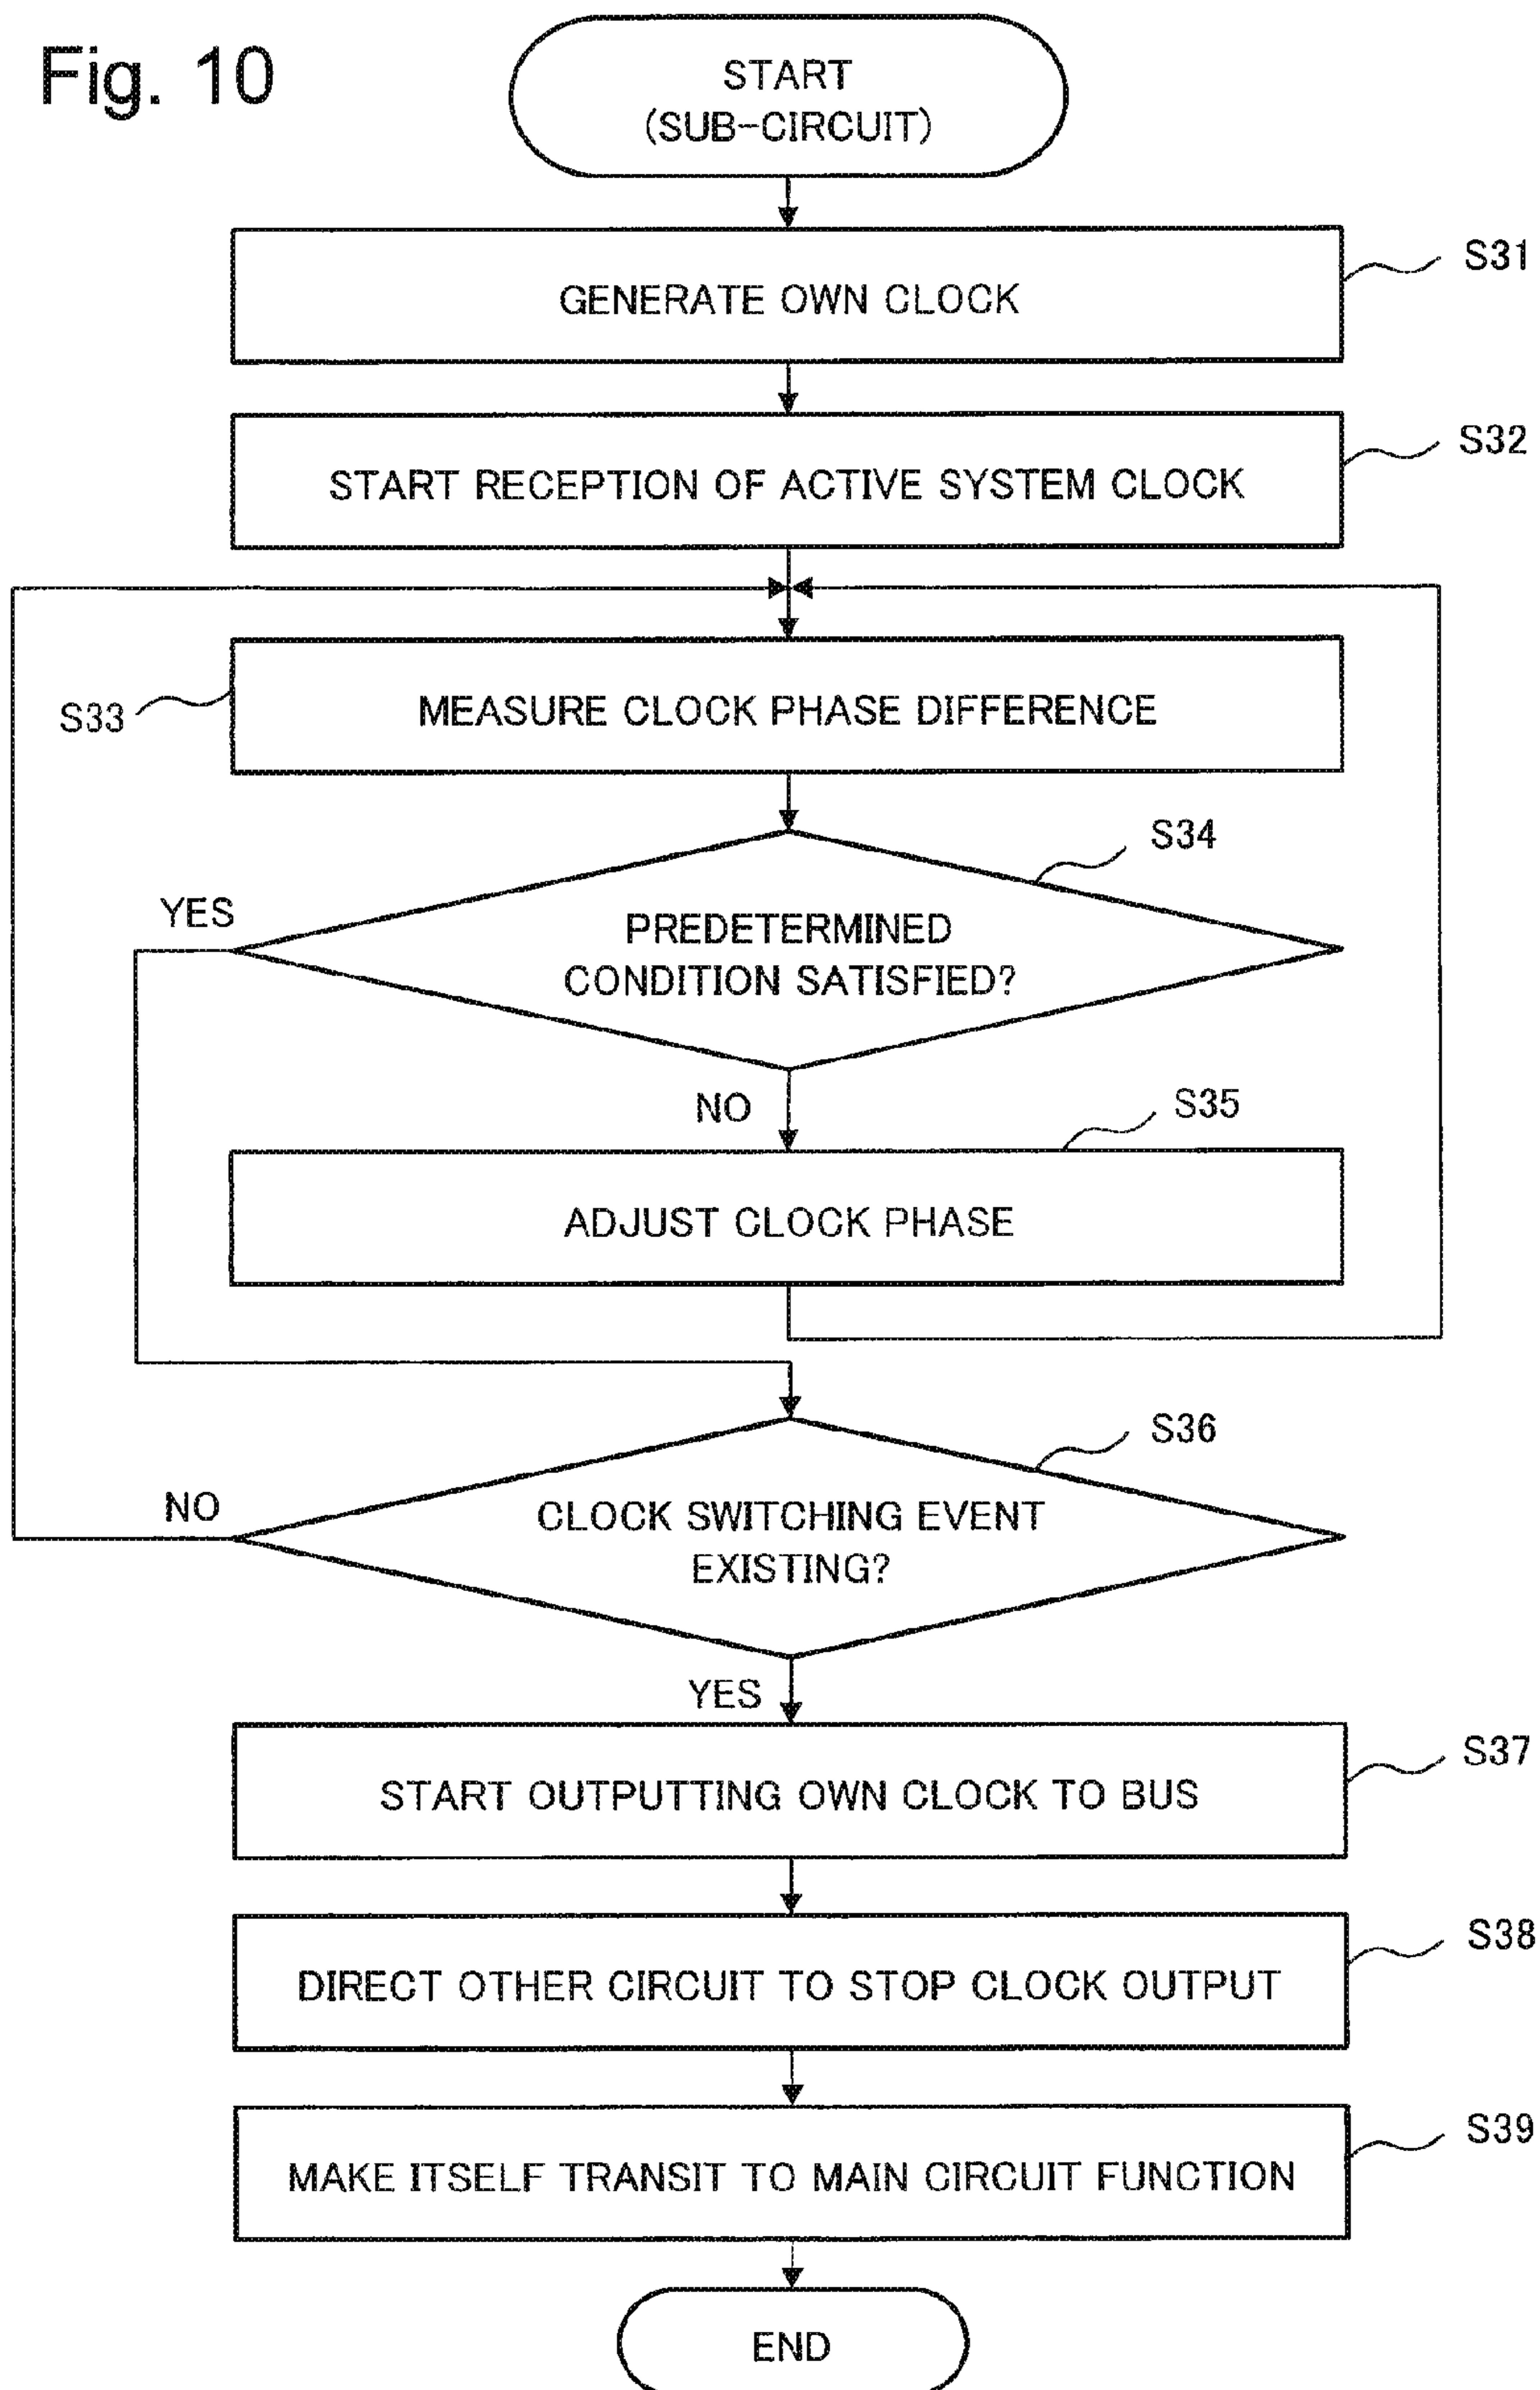 Fig. 10
START
(SUB-CIRCUIT)
GENERATE OWN CLOCK
S31
START RECEPTION OF ACTIVE SYSTEM CLOCK
S32
S33
MEASURE CLOCK PHASE DIFFERENCE
S34
YES
PREDETERMINED
CONDITION SATISFIED?
NO
S35
ADJUST CLOCK PHASE
S36
NO
CLOCK SWITCHING EVENT
EXISTING?
YES
S37
START OUTPUTTING OWN CLOCK TO BUS
S38
DIRECT OTHER CIRCUIT TO STOP CLOCK OUTPUT
S39
MAKE ITSELF TRANSIT TO MAIN CIRCUIT FUNCTION
END